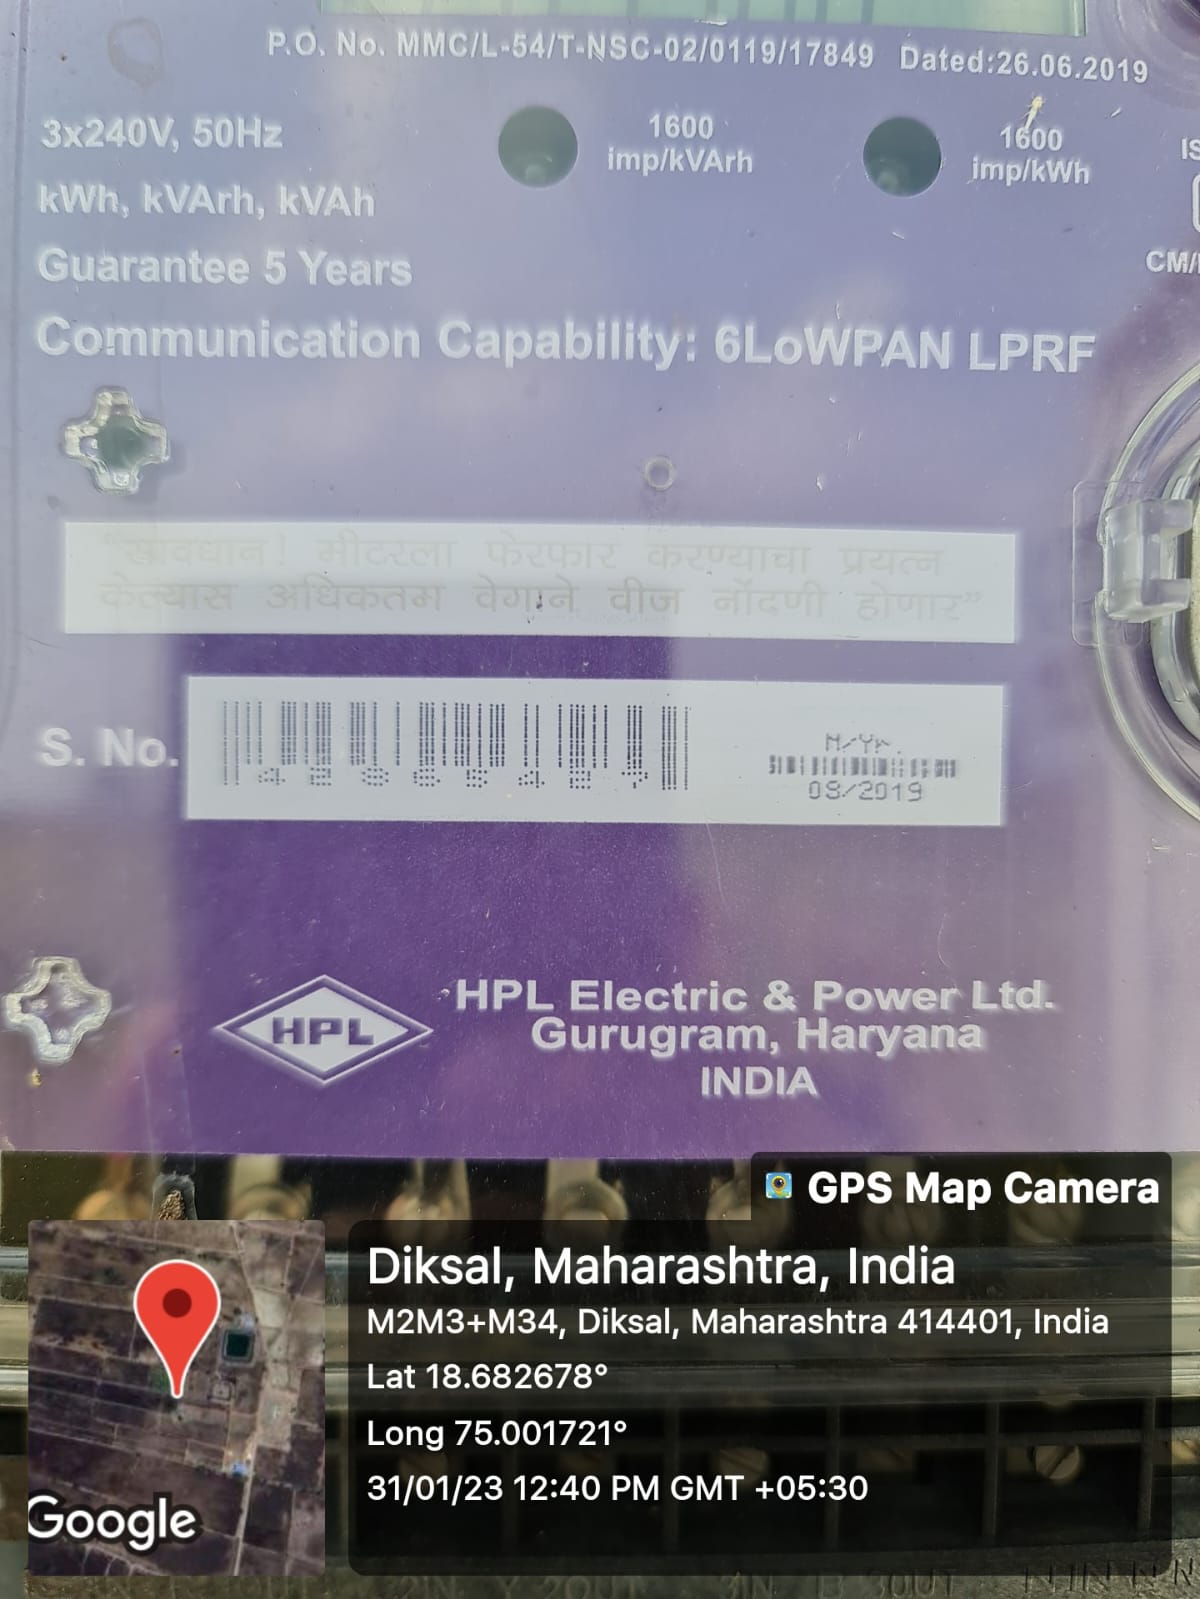 P.O. No. MMC/L-54/T-NSC-02/0119/17849 Dated:26.06.2019
3x240V, 50Hz
1600
imp/kVArh
1600
imp/kWh
IS
kWh, kVArh, kVAh
CM/
Guarantee 5 Years
Communication Capability: 6LoWPAN LPRF
"सावधान! मीटरला फेरफार करण्याचा प्रयत्न
केल्यास अधिकतम वेगाने वीज नोंदणी होणार"
S. No.
M/Yr.
08/2019
HPL
HPL Electric & Power Ltd.
Gurugram, Haryana
INDIA
GPS Map Camera
Diksal, Maharashtra, India
M2M3+M34, Diksal, Maharashtra 414401, India
Lat 18.682678°
Long 75.001721°
31/01/23 12:40 PM GMT +05:30
Google